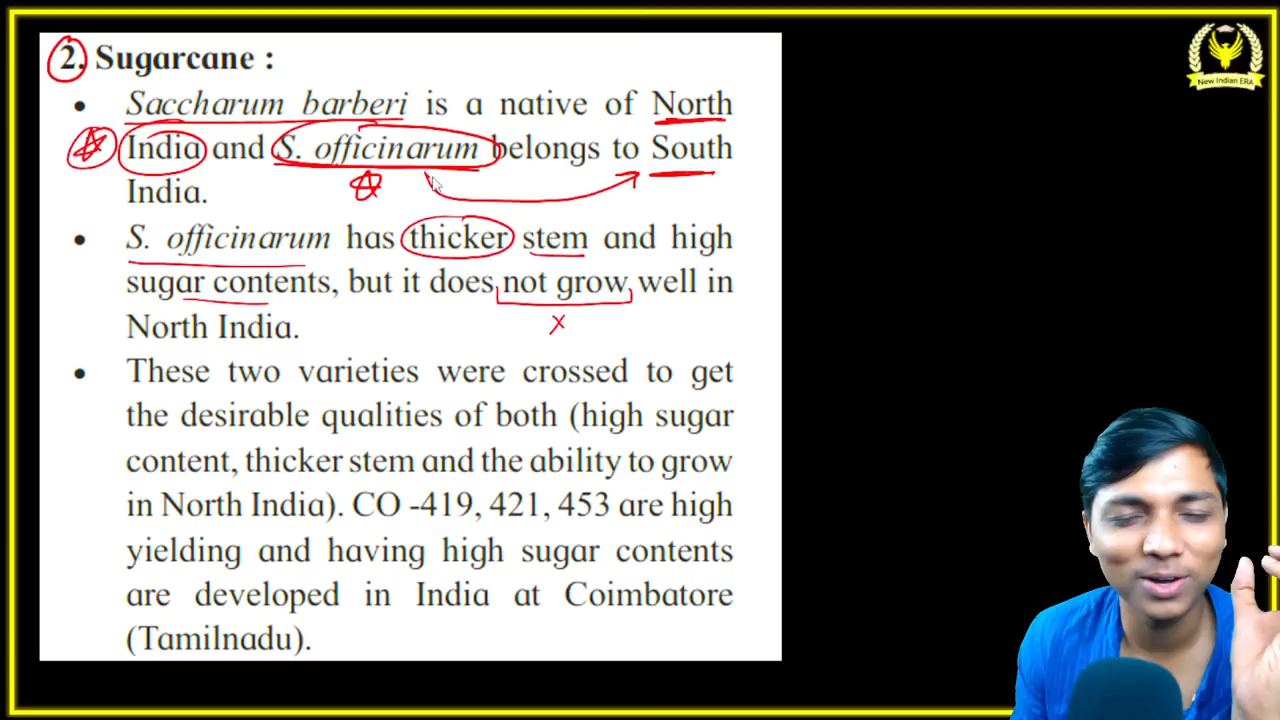 2. Sugarcane :
• Saccharum barberi is a native of North
India and S. officinarum belongs to South
India.
• S. officinarum has thicker stem and high
sugar contents, but it does not grow well in
North India.
• These two varieties were crossed to get
the desirable qualities of both (high sugar
content, thicker stem and the ability to grow
in North India). CO -419, 421, 453 are high
yielding and having high sugar contents
are developed in India at Coimbatore
(Tamilnadu).
New Indian ERA